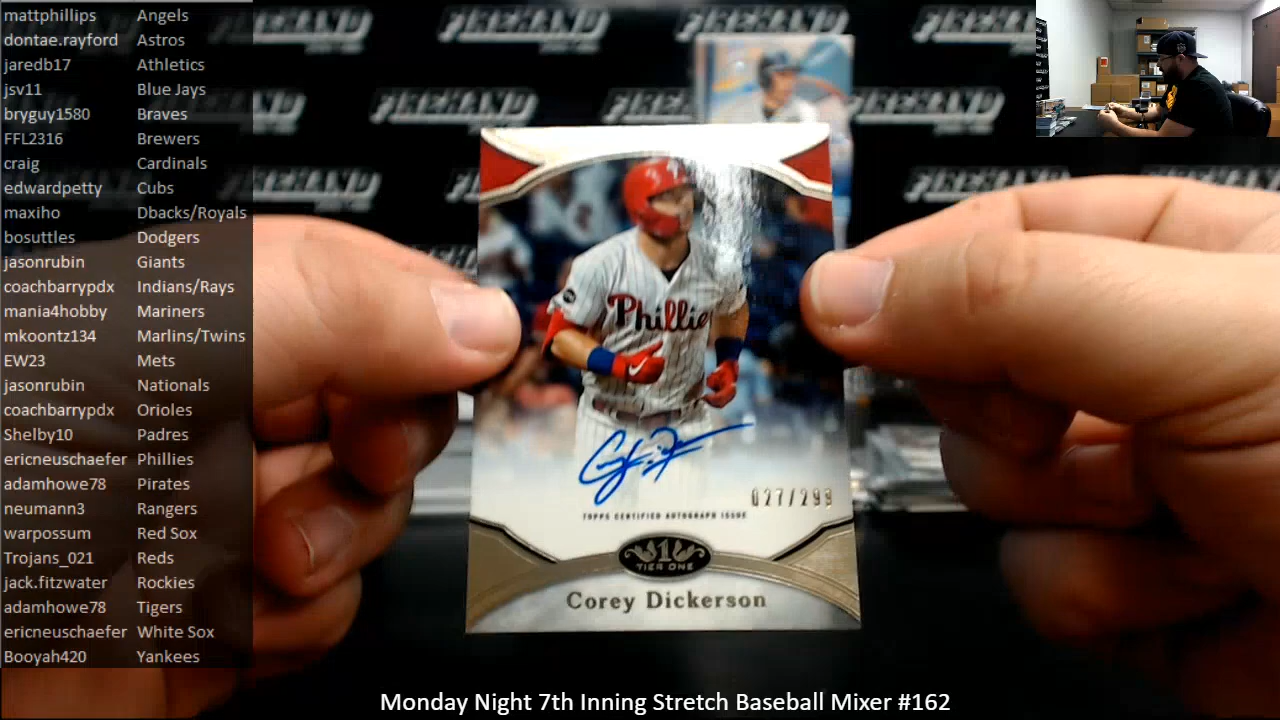 mattphillips Angels
dontae.rayford Astros
jaredb17 Athletics
jsv11 Blue Jays
bryguy1580 Braves
FFL2316 Brewers
craig Cardinals
edwardpetty Cubs
maxiho Dbacks/Royals
bosuttles Dodgers
jasonrubin Giants
coachbarrypdx Indians/Rays
mania4hobby Mariners
mkoontz134 Marlins/Twins
EW23 Mets
jasonrubin Nationals
coachbarrypdx Orioles
Shelby10 Padres
ericneuschaefer Phillies
adamhowe78 Pirates
neumann3 Rangers
warpossum Red Sox
Trojans_021 Reds
jack.fitzwater Rockies
adamhowe78 Tigers
ericneuschaefer White Sox
Booyah420 Yankees
FIREHAND
Phillie
027/299
TOPPS CERTIFIED AUTOGRAPH ISSUE
1
TIER ONE
Corey Dickerson
Monday Night 7th Inning Stretch Baseball Mixer #162